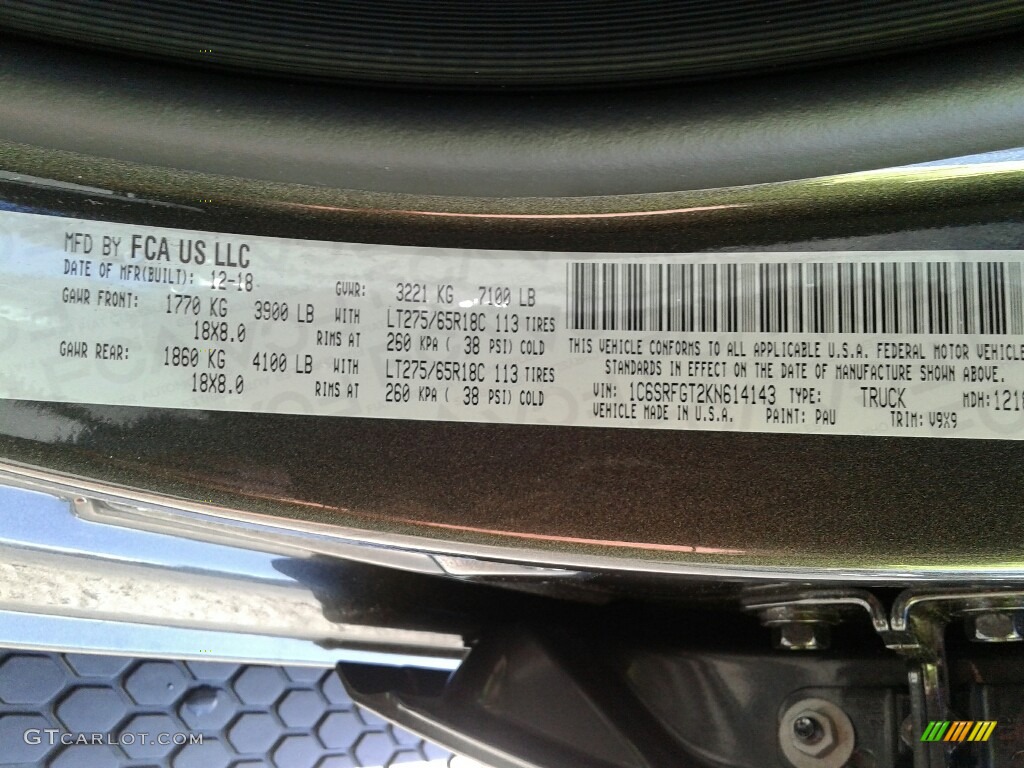 MFD BY FCA US LLC
DATE OF MFR(BUILT): 12-18 GVWR: 3221 KG 7100 LB
GAWR FRONT: 1770 KG 3900 LB WITH LT275/65R18C 113 TIRES
18X8.0 RIMS AT 260 KPA ( 38 PSI) COLD
GAWR REAR: 1860 KG 4100 LB WITH LT275/65R18C 113 TIRES
18X8.0 RIMS AT 260 KPA ( 38 PSI) COLD
THIS VEHICLE CONFORMS TO ALL APPLICABLE U.S.A. FEDERAL MOTOR VEHICLE
STANDARDS IN EFFECT ON THE DATE OF MANUFACTURE SHOWN ABOVE.
VIN: 1C6SRFGT2KN614143 TYPE: TRUCK MDH:1218
VEHICLE MADE IN U.S.A. PAINT: PAU TRIM: V9X9
GTCARLOT.COM